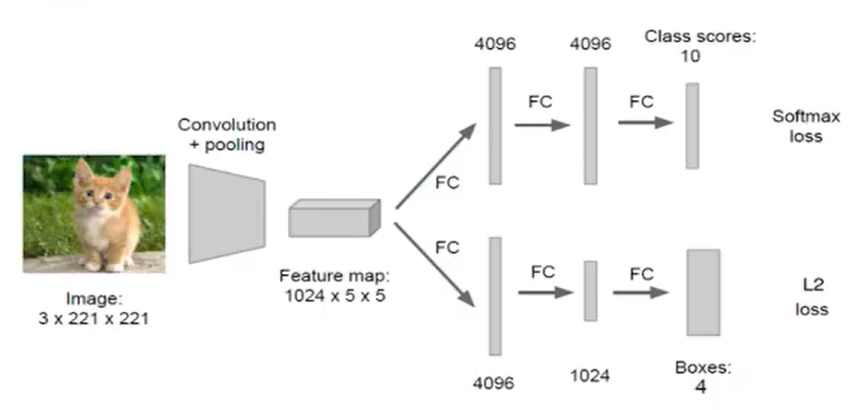 4096
4096
Class scores:
10
FC
FC
Softmax
loss
Convolution
+ pooling
FC
Image:
3 x 221 x 221
Feature map:
1024 x 5 x 5
FC
FC
FC
L2
loss
4096
1024
Boxes:
4